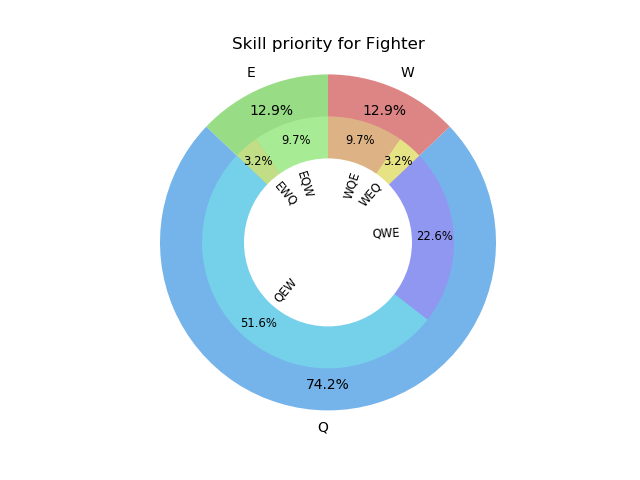 Skill priority for Fighter
E
W
12.9%
12.9%
9.7%
9.7%
3.2%
3.2%
EWQ
EQW
WQE
WEQ
QWE
22.6%
QEW
51.6%
74.2%
Q